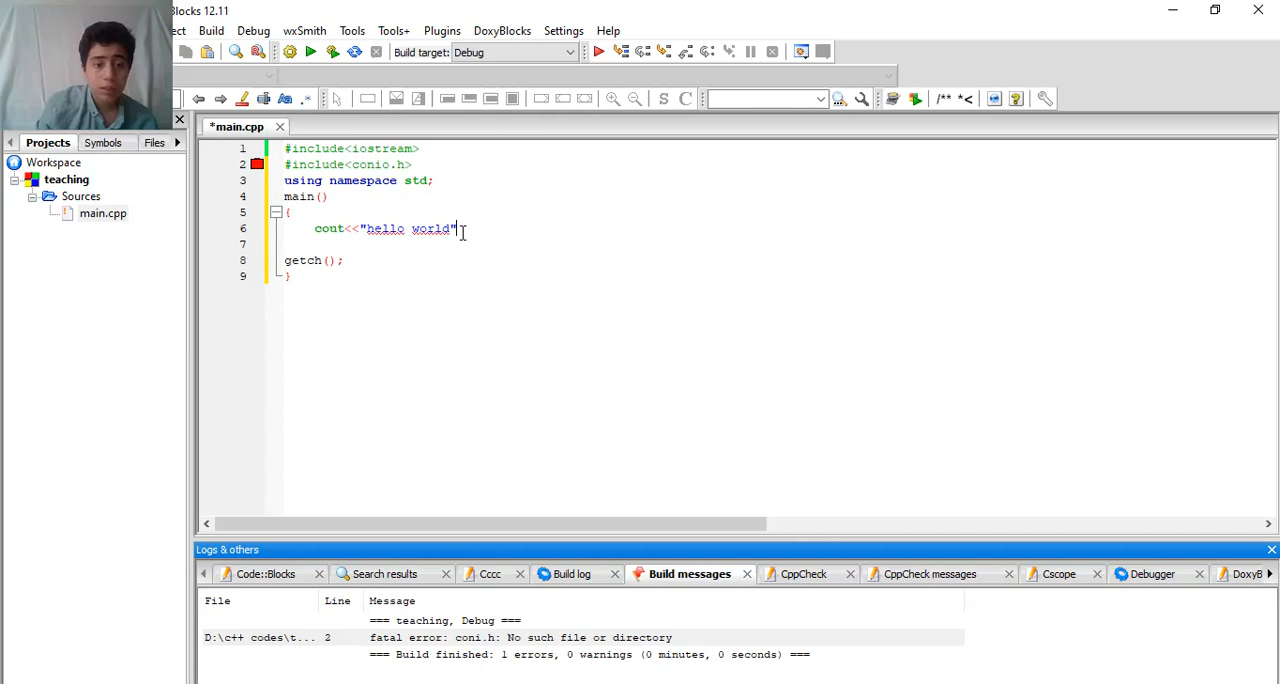 Blocks 12.11
ect Build Debug wxSmith Tools Tools+ Plugins DoxyBlocks Settings Help
Build target: Debug
S C /** *<
*main.cpp
Projects Symbols Files
Workspace
teaching
Sources
main.cpp
1 #include<iostream>
2 #include<conio.h>
3 using namespace std;
4 main()
5 {
6 cout<<"hello world"
7
8 getch();
9 }
Logs & others
Code::Blocks Search results Cccc Build log Build messages CppCheck CppCheck messages Cscope Debugger DoxyB
File Line Message
=== teaching, Debug ===
D:\c++ codes\t... 2 fatal error: coni.h: No such file or directory
=== Build finished: 1 errors, 0 warnings (0 minutes, 0 seconds) ===